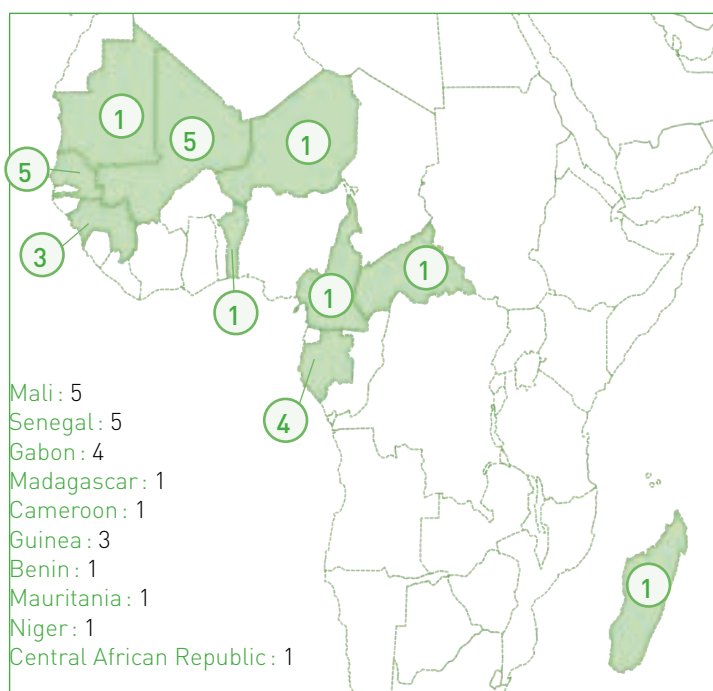 1
5
1
5
3
1
1
1
4
1
Mali : 5
Senegal : 5
Gabon : 4
Madagascar : 1
Cameroon : 1
Guinea : 3
Benin : 1
Mauritania : 1
Niger : 1
Central African Republic : 1